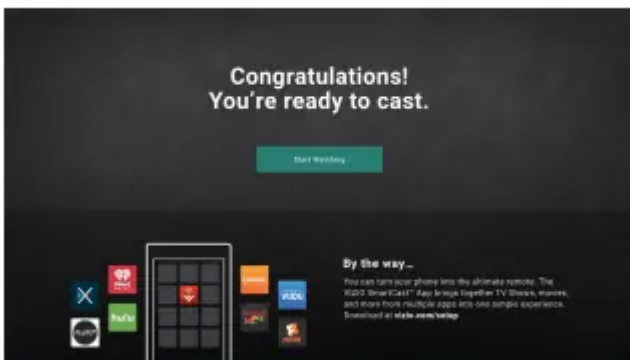 Congratulations!
You're ready to cast.
Start Watching
By the way...
You can turn your phone into the ultimate remote. The
VIZIO SmartCast™ App brings together TV Shows, movies,
and more from multiple apps into one simple experience.
Download at vizio.com/setup
hulu
VUDU